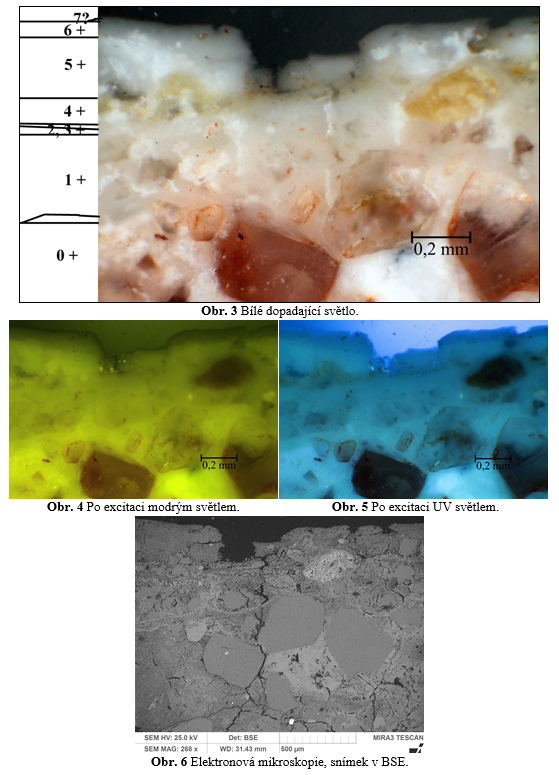 7?
6 +
5 +
4 +
2, 3 +
1 +
0 +
0,2 mm
Obr. 3 Bílé dopadající světlo.
0,2 mm
0,2 mm
Obr. 4 Po excitaci modrým světlem.
Obr. 5 Po excitaci UV světlem.
SEM HV: 25.0 kV
Det: BSE
MIRA3 TESCAN
SEM MAG: 268 x
WD: 31.43 mm
500 µm
Obr. 6 Elektronová mikroskopie, snímek v BSE.